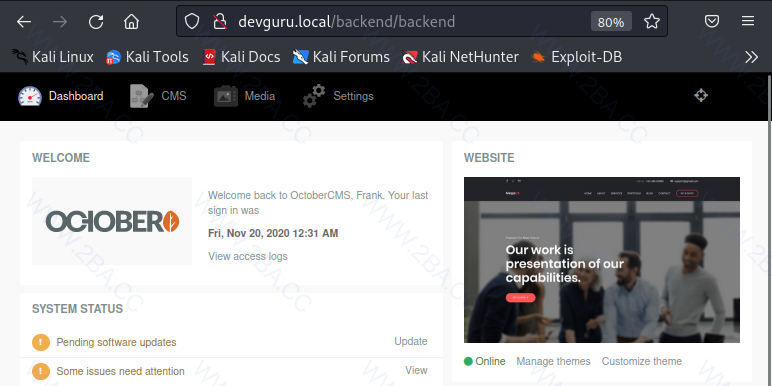 devguru.local/backend/backend
80%
Kali Linux
Kali Tools
Kali Docs
Kali Forums
Kali NetHunter
Exploit-DB
Dashboard
CMS
Media
Settings
WELCOME
OCTOBER
Welcome back to OctoberCMS, Frank. Your last
sign in was
Fri, Nov 20, 2020 12:31 AM
View access logs
SYSTEM STATUS
Pending software updates
Update
Some issues need attention
View
WEBSITE
Our work is
presentation of our
capabilities.
Online
Manage themes
Customize theme
WWW.2BA.CC